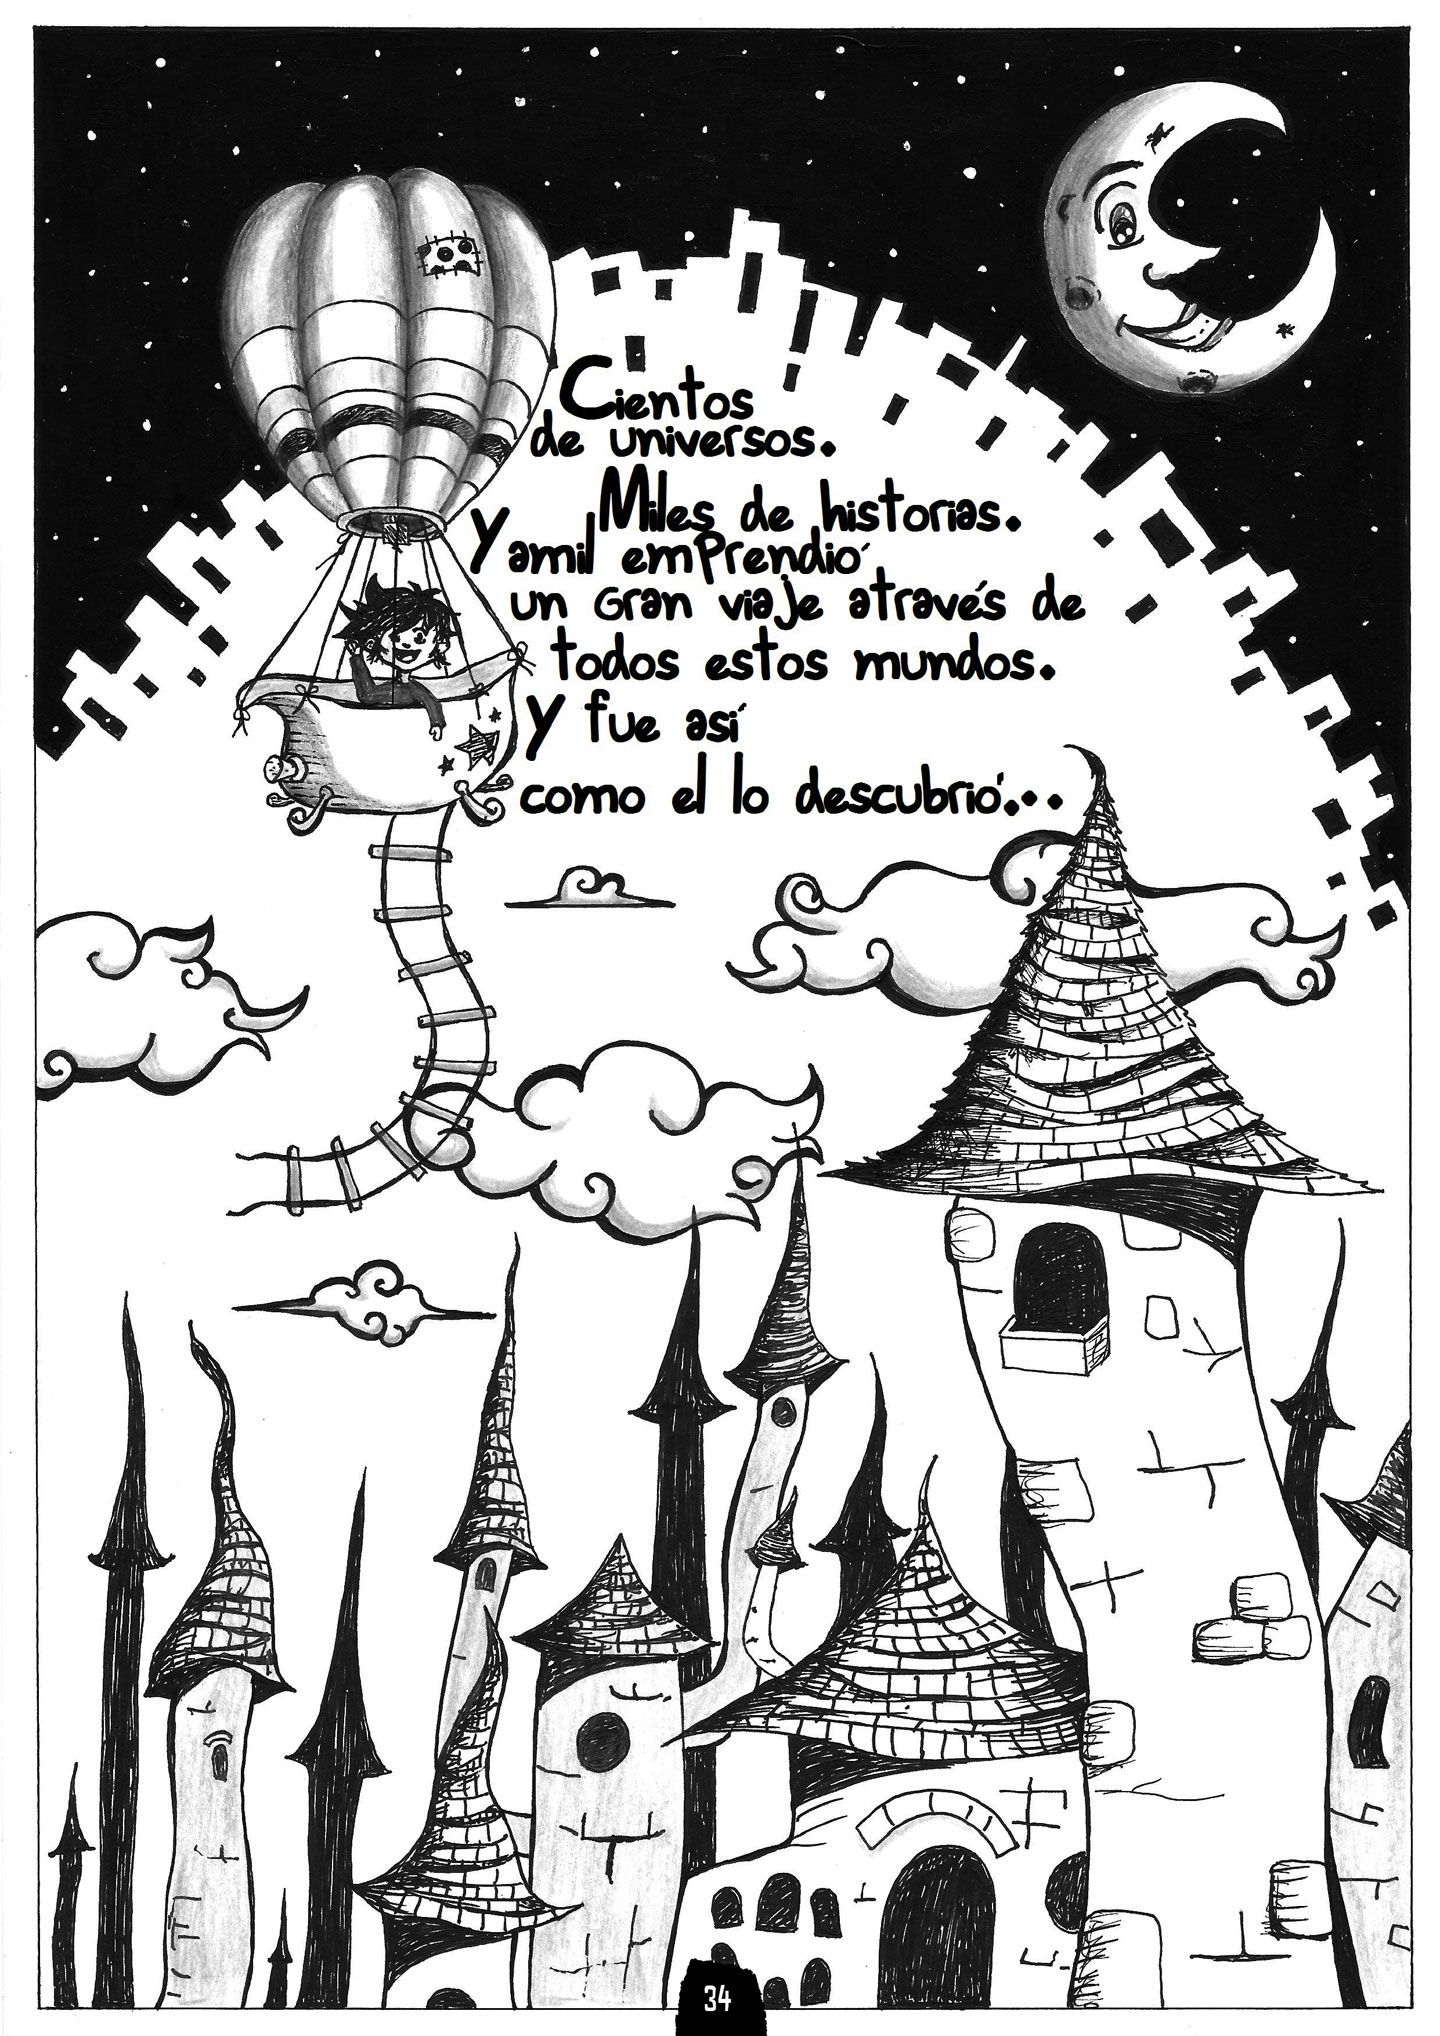 Cientos
de universos.
Miles de historias.
Yamil emprendió
un gran viaje através de
todos estos mundos.
Y fue así
como el lo descubrió...
34